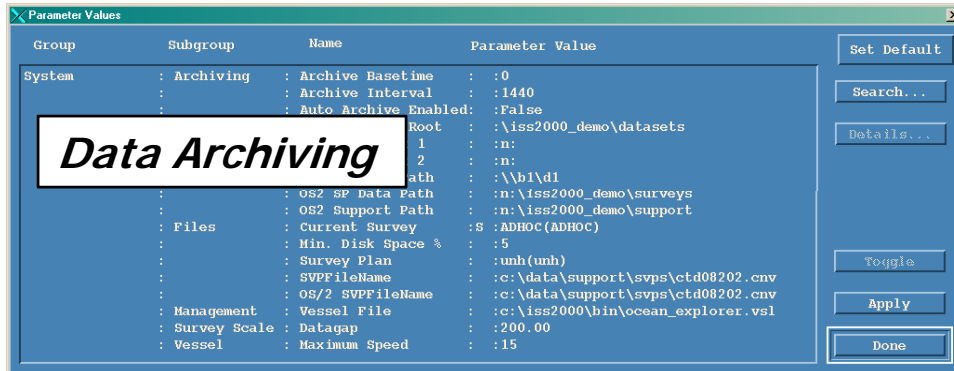 Parameter Values
Group Subgroup Name Parameter Value
System : Archiving : Archive Basetime : :0
: : Archive Interval : :1440
: : Auto Archive Enabled: :False
Root : :\iss2000_demo\datasets
1 : :n:
2 : :n:
ath : :\\b1\d1
: : OS2 SP Data Path : :n:\iss2000_demo\surveys
: : OS2 Support Path : :n:\iss2000_demo\support
: Files : Current Survey :S :ADHOC(ADHOC)
: : Min. Disk Space % : :5
: : Survey Plan : :unh(unh)
: : SVPFileName : :c:\data\support\svps\ctd08202.cnv
: : OS/2 SVPFileName : :c:\data\support\svps\ctd08202.cnv
: Management : Vessel File : :c:\iss2000\bin\ocean_explorer.vsl
: Survey Scale : Datagap : :200.00
: Vessel : Maximum Speed : :15
Data Archiving
Set Default
Search...
Details...
Toggle
Apply
Done